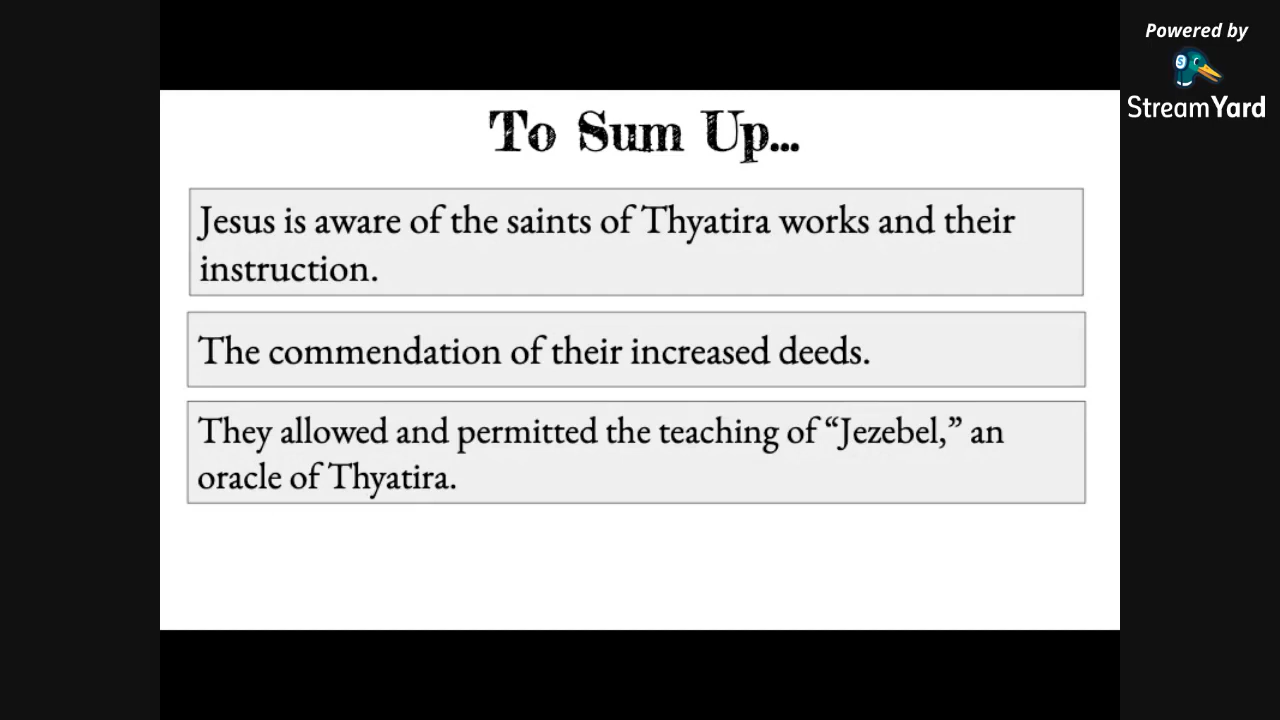 Powered by
StreamYard
To Sum Up...
Jesus is aware of the saints of Thyatira works and their
instruction.
The commendation of their increased deeds.
They allowed and permitted the teaching of “Jezebel,” an
oracle of Thyatira.